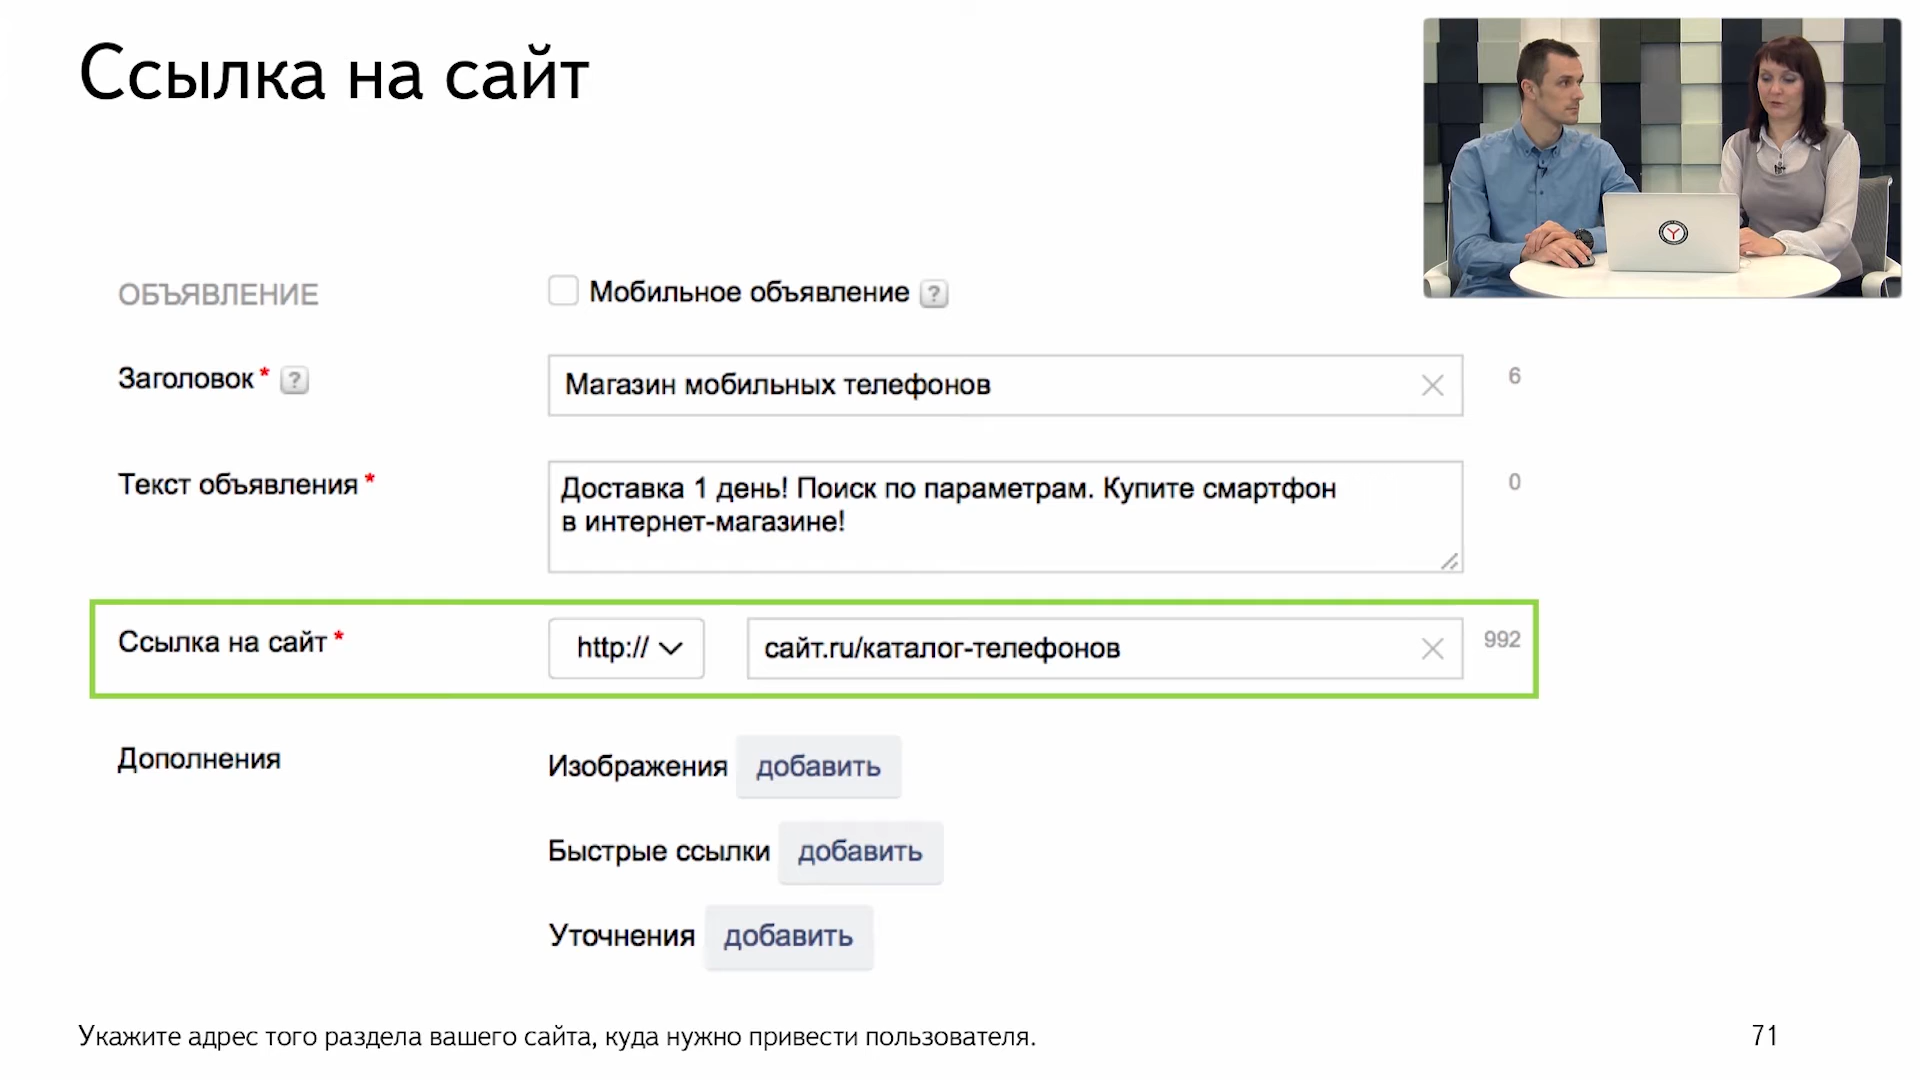 Ссылка на сайт
ОБЪЯВЛЕНИЕ
Мобильное объявление ?
Заголовок * ?
Магазин мобильных телефонов
6
Текст объявления *
Доставка 1 день! Поиск по параметрам. Купите смартфон
в интернет-магазине!
0
Ссылка на сайт *
http://
сайт.ru/каталог-телефонов
992
Дополнения
Изображения добавить
Быстрые ссылки добавить
Уточнения добавить
Укажите адрес того раздела вашего сайта, куда нужно привести пользователя.
71